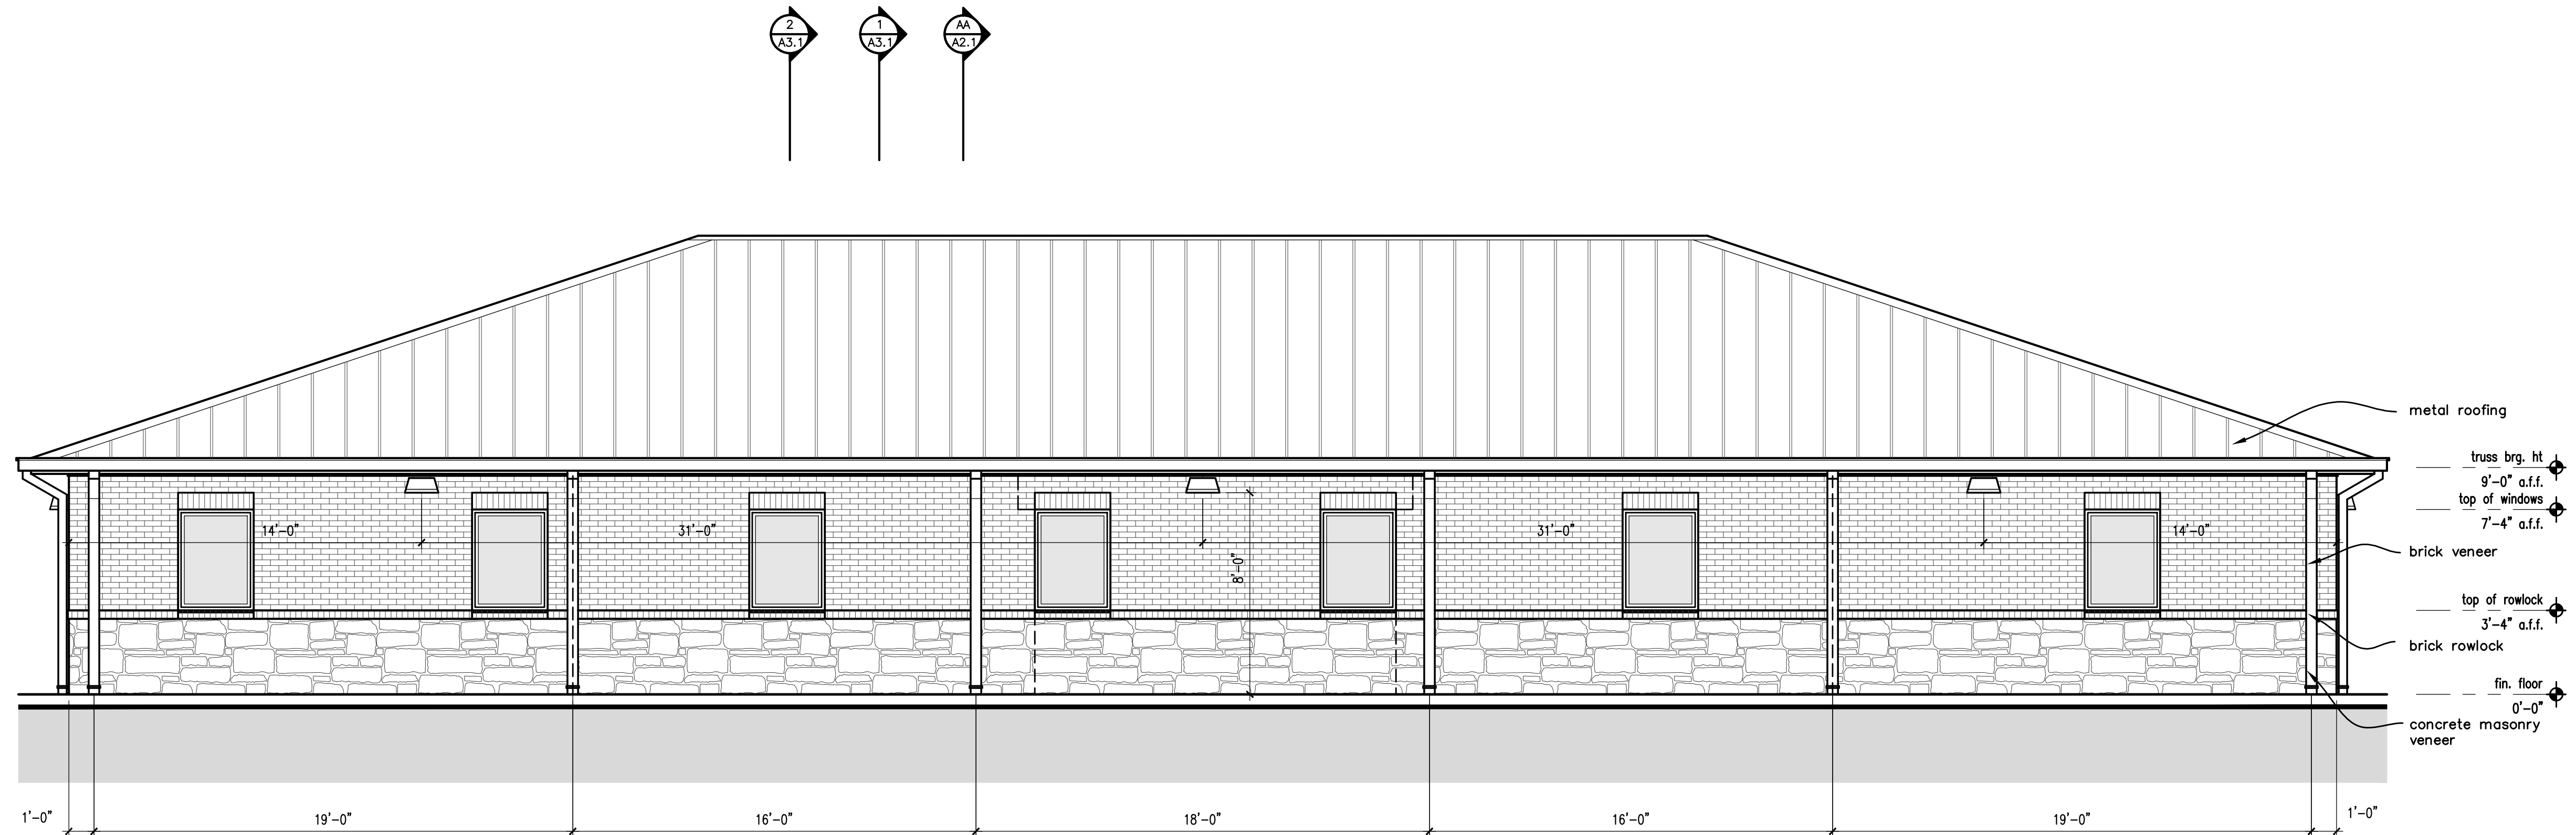 2
A3.1
1
A3.1
AA
A2.1
metal roofing
truss brg. ht
9'-0" a.f.f.
top of windows
7'-4" a.f.f.
14'-0"
31'-0"
31'-0"
14'-0"
brick veneer
8'-0"
top of rowlock
3'-4" a.f.f.
brick rowlock
fin. floor
0'-0"
concrete masonry
veneer
1'-0"
19'-0"
16'-0"
18'-0"
16'-0"
19'-0"
1'-0"